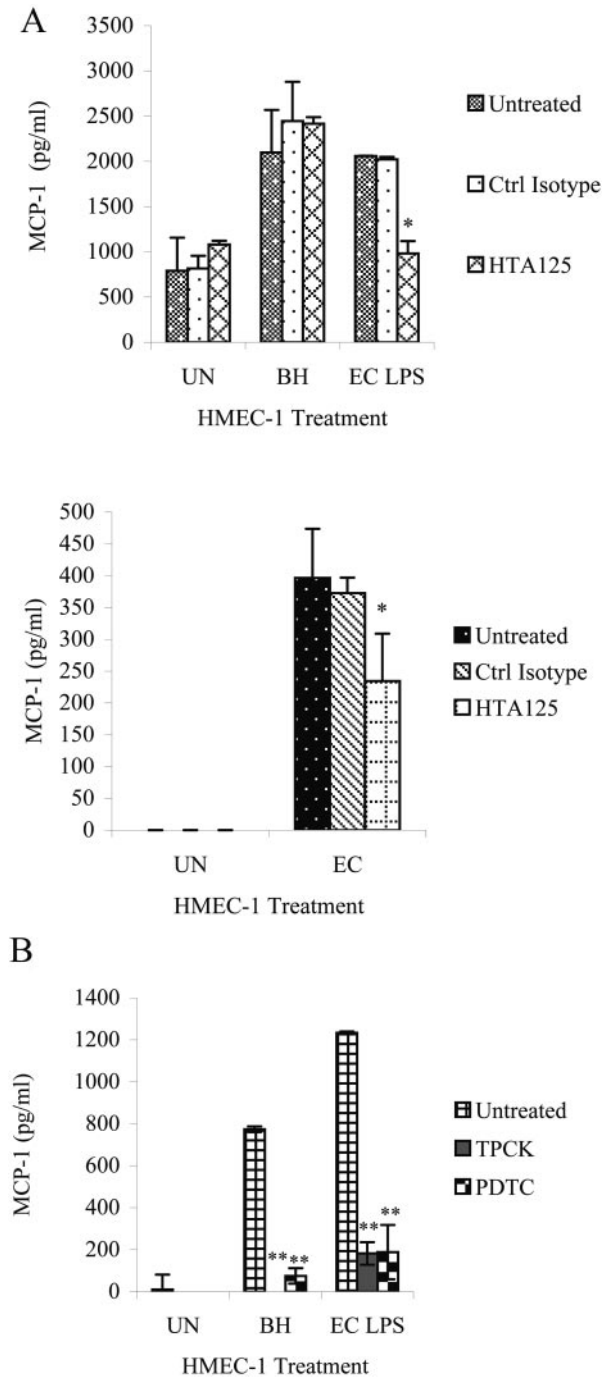 A
3500
3000
2500
2000
1500
1000
500
0
MCP-1 (pg/ml)
*
UN BH EC LPS
HMEC-1 Treatment
Untreated
Ctrl Isotype
HTA125
500
450
400
350
300
250
200
150
100
50
0
MCP-1 (pg/ml)
*
UN EC
HMEC-1 Treatment
Untreated
Ctrl Isotype
HTA125
B
1400
1200
1000
800
600
400
200
0
MCP-1 (pg/ml)
** ** ** **
UN BH EC LPS
HMEC-1 Treatment
Untreated
TPCK
PDTC